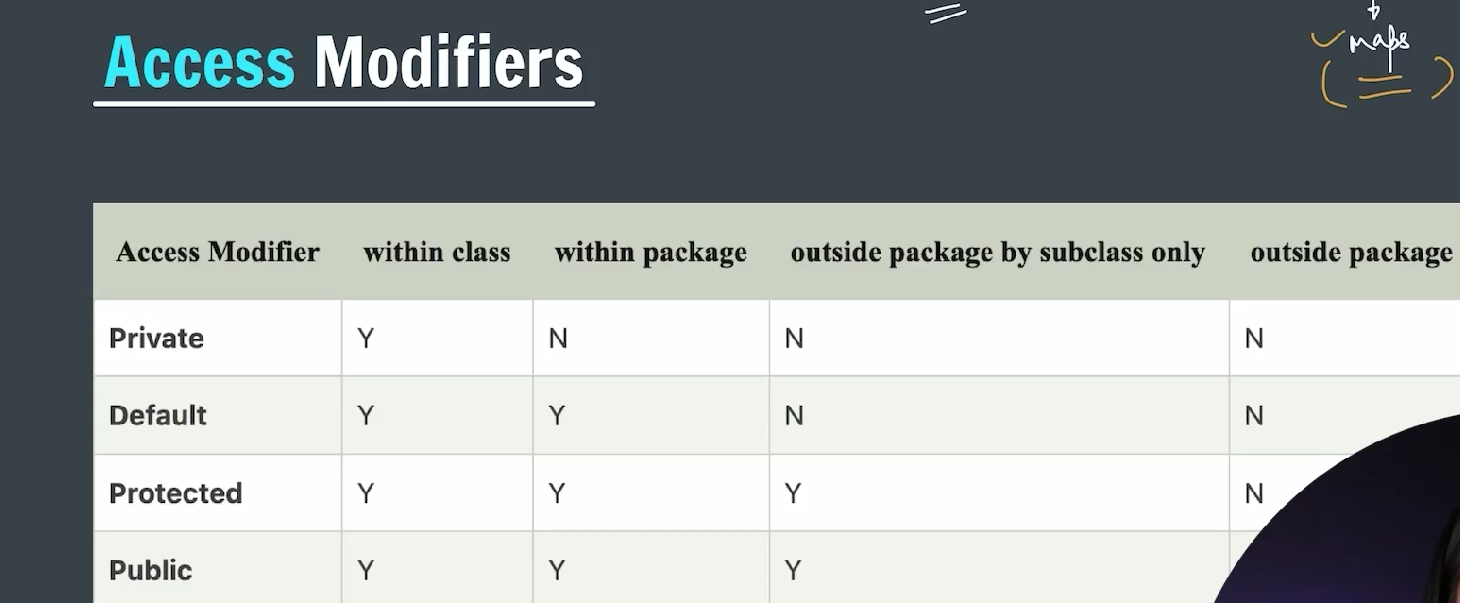 Access Modifiers
maps
Access Modifier within class within package outside package by subclass only outside package
Private Y N N N
Default Y Y N N
Protected Y Y Y N
Public Y Y Y